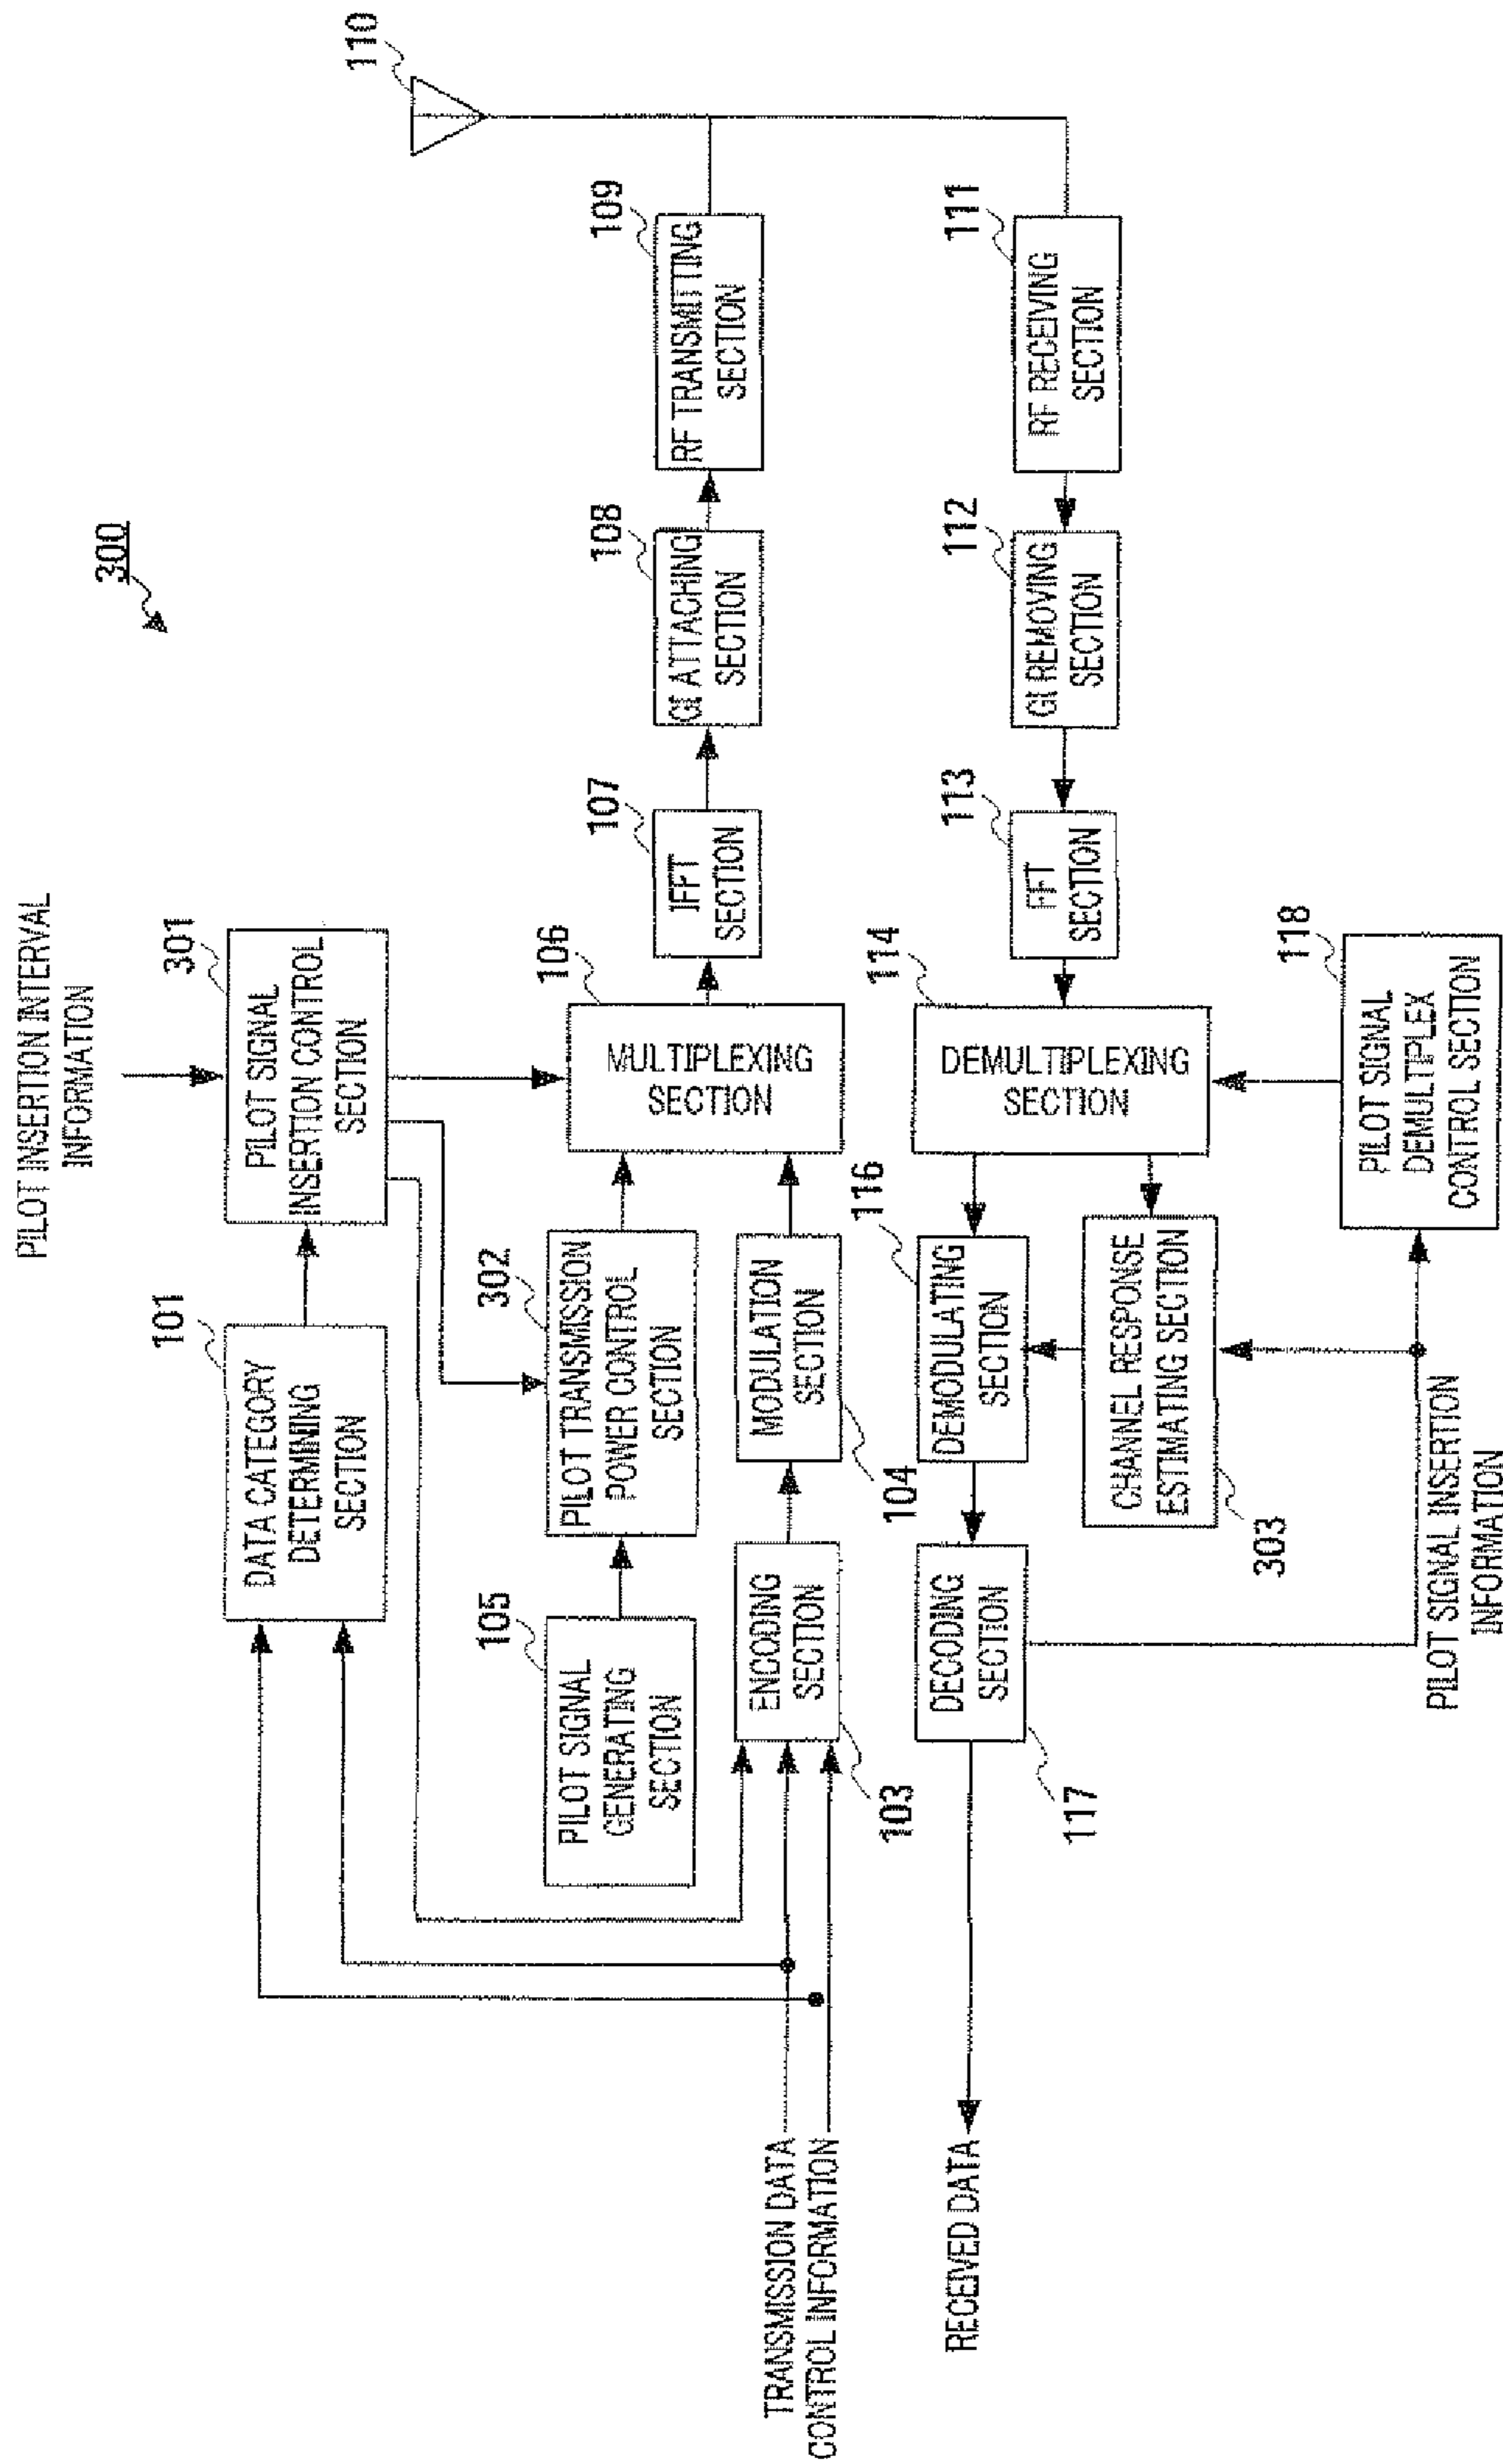 300
PILOT INSERTION INTERVAL
INFORMATION
101
DATA CATEGORY
DETERMINING
SECTION
301
PILOT SIGNAL
INSERTION CONTROL
SECTION
105
PILOT SIGNAL
GENERATING
SECTION
302
PILOT TRANSMISSION
POWER CONTROL
SECTION
106
MULTIPLEXING
SECTION
107
IFFT
SECTION
108
GI ATTACHING
SECTION
109
RF TRANSMITTING
SECTION
110
TRANSMISSION DATA
CONTROL INFORMATION
ENCODING
SECTION
103
MODULATION
SECTION
104
RECEIVED DATA
DECODING
SECTION
117
116
DEMODULATING
SECTION
114
DEMULTIPLEXING
SECTION
113
FFT
SECTION
112
GI REMOVING
SECTION
111
RF RECEIVING
SECTION
CHANNEL RESPONSE
ESTIMATING SECTION
303
118
PILOT SIGNAL
DEMULTIPLEX
CONTROL SECTION
PILOT SIGNAL INSERTION
INFORMATION